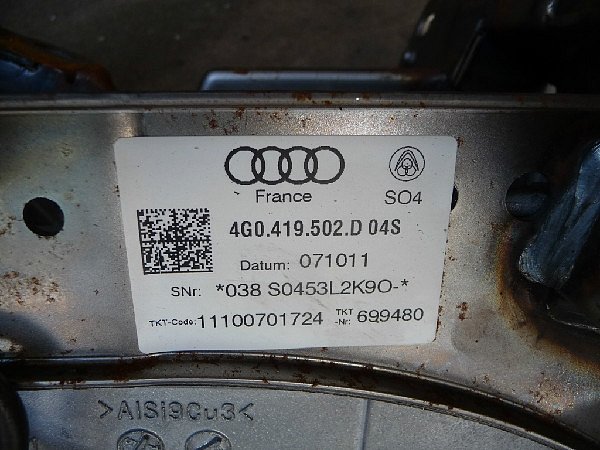 France
SO4
4G0.419.502.D 04S
Datum: 071011
SNr: *038 S0453L2K9O-*
TKT-Code: 11100701724 TKT-Nr: 699480
>AlSi9Cu3<